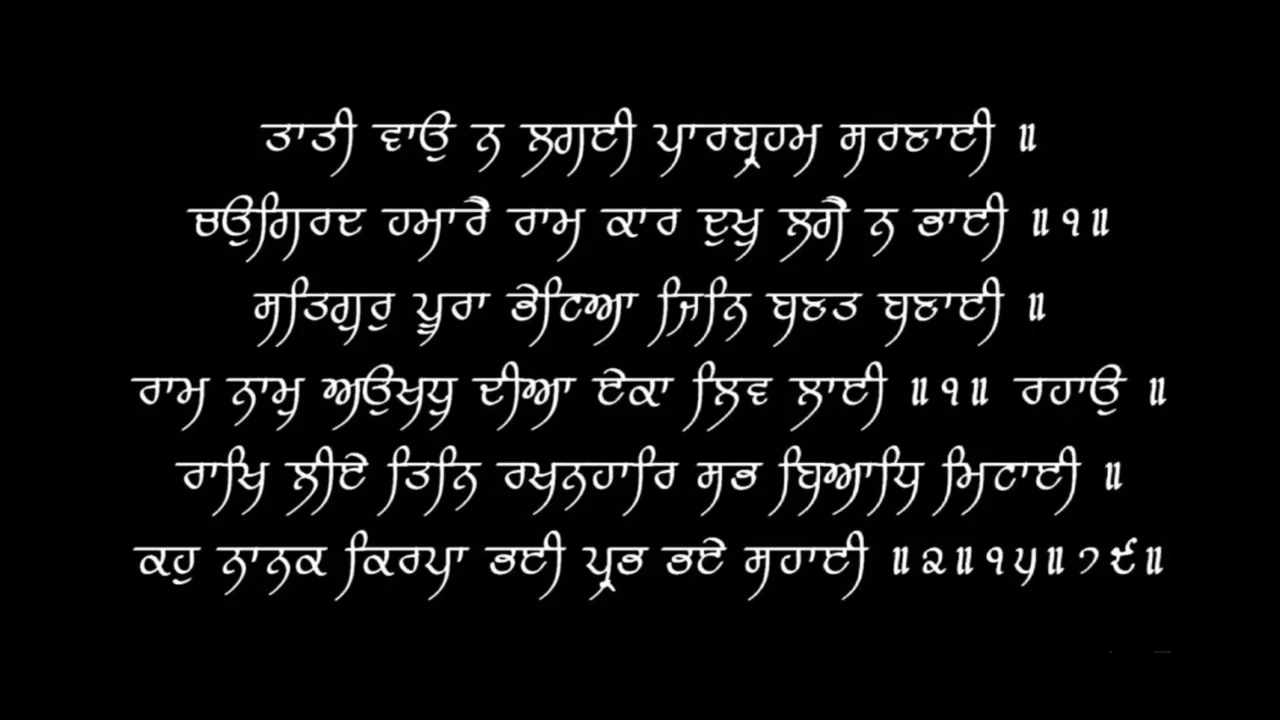 ਤਾਤੀ ਵਾਉ ਨ ਲਗਈ ਪਾਰਬ੍ਰਹਮ ਸਰਣਾਈ ॥
ਚਉਗਿਰਦ ਹਮਾਰੈ ਰਾਮ ਕਾਰ ਦੁਖੁ ਲਗੈ ਨ ਭਾਈ ॥੧॥
ਸਤਿਗੁਰੁ ਪੂਰਾ ਭੇਟਿਆ ਜਿਨਿ ਬਣਤ ਬਣਾਈ ॥
ਰਾਮ ਨਾਮੁ ਅਉਖਧੁ ਦੀਆ ਏਕਾ ਲਿਵ ਲਾਈ ॥੧॥ ਰਹਾਉ ॥
ਰਾਖਿ ਲੀਏ ਤਿਨਿ ਰਖਨਹਾਰਿ ਸਭ ਬਿਆਧਿ ਮਿਟਾਈ ॥
ਕਹੁ ਨਾਨਕ ਕਿਰਪਾ ਭਈ ਪ੍ਰਭ ਭਏ ਸਹਾਈ ॥੨॥੧੫॥੭੯॥